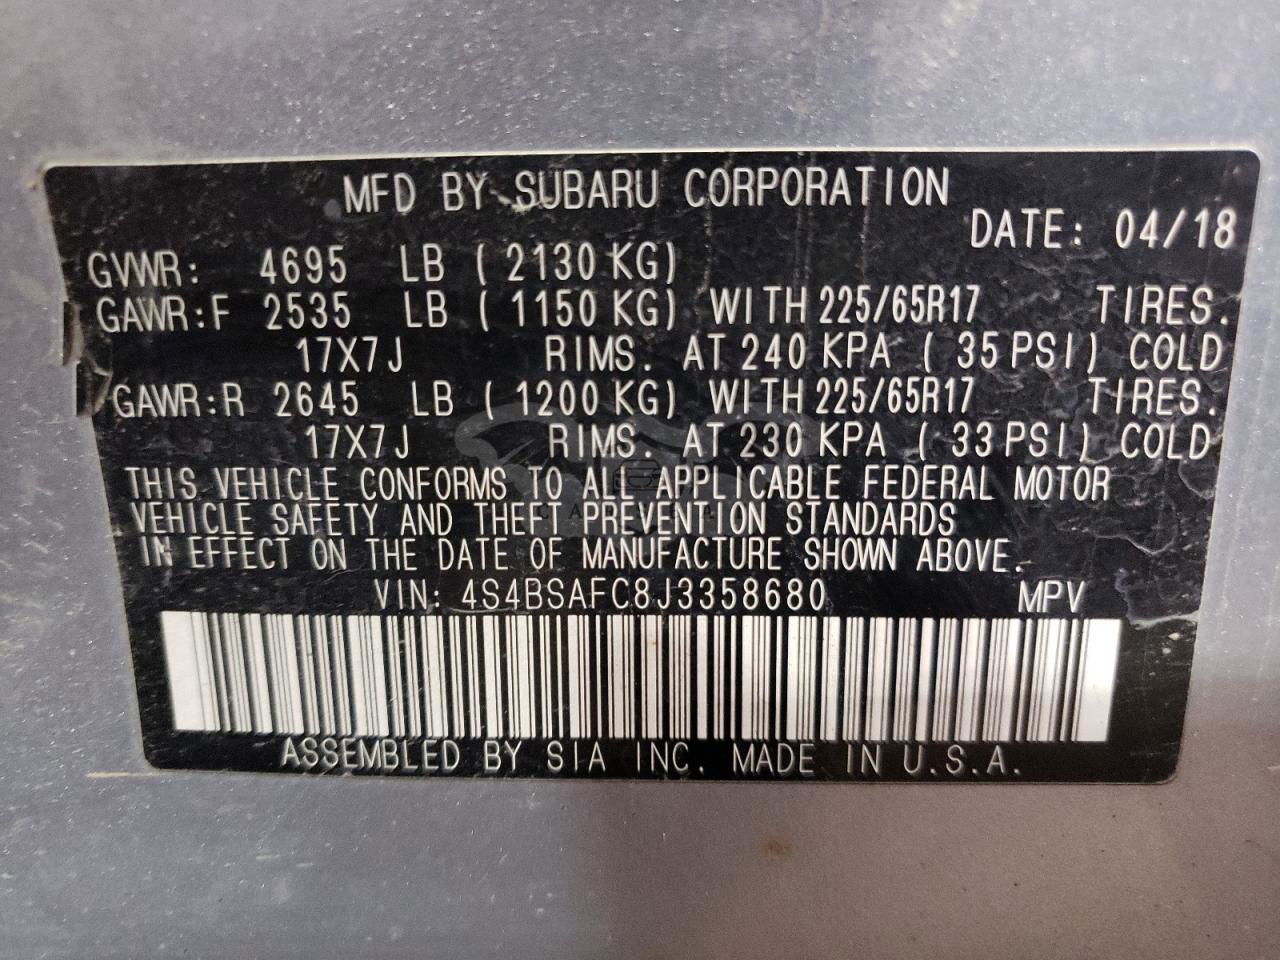 MFD BY SUBARU CORPORATION
DATE: 04/18
GVWR: 4695 LB ( 2130 KG)
GAWR:F 2535 LB ( 1150 KG) WITH 225/65R17 TIRES.
17X7J RIMS. AT 240 KPA ( 35 PSI) COLD
GAWR:R 2645 LB ( 1200 KG) WITH 225/65R17 TIRES.
17X7J RIMS. AT 230 KPA ( 33 PSI) COLD
THIS VEHICLE CONFORMS TO ALL APPLICABLE FEDERAL MOTOR
VEHICLE SAFETY AND THEFT PREVENTION STANDARDS
IN EFFECT ON THE DATE OF MANUFACTURE SHOWN ABOVE.
VIN: 4S4BSAFC8J3358680 MPV
ASSEMBLED BY SIA INC. MADE IN U.S.A.